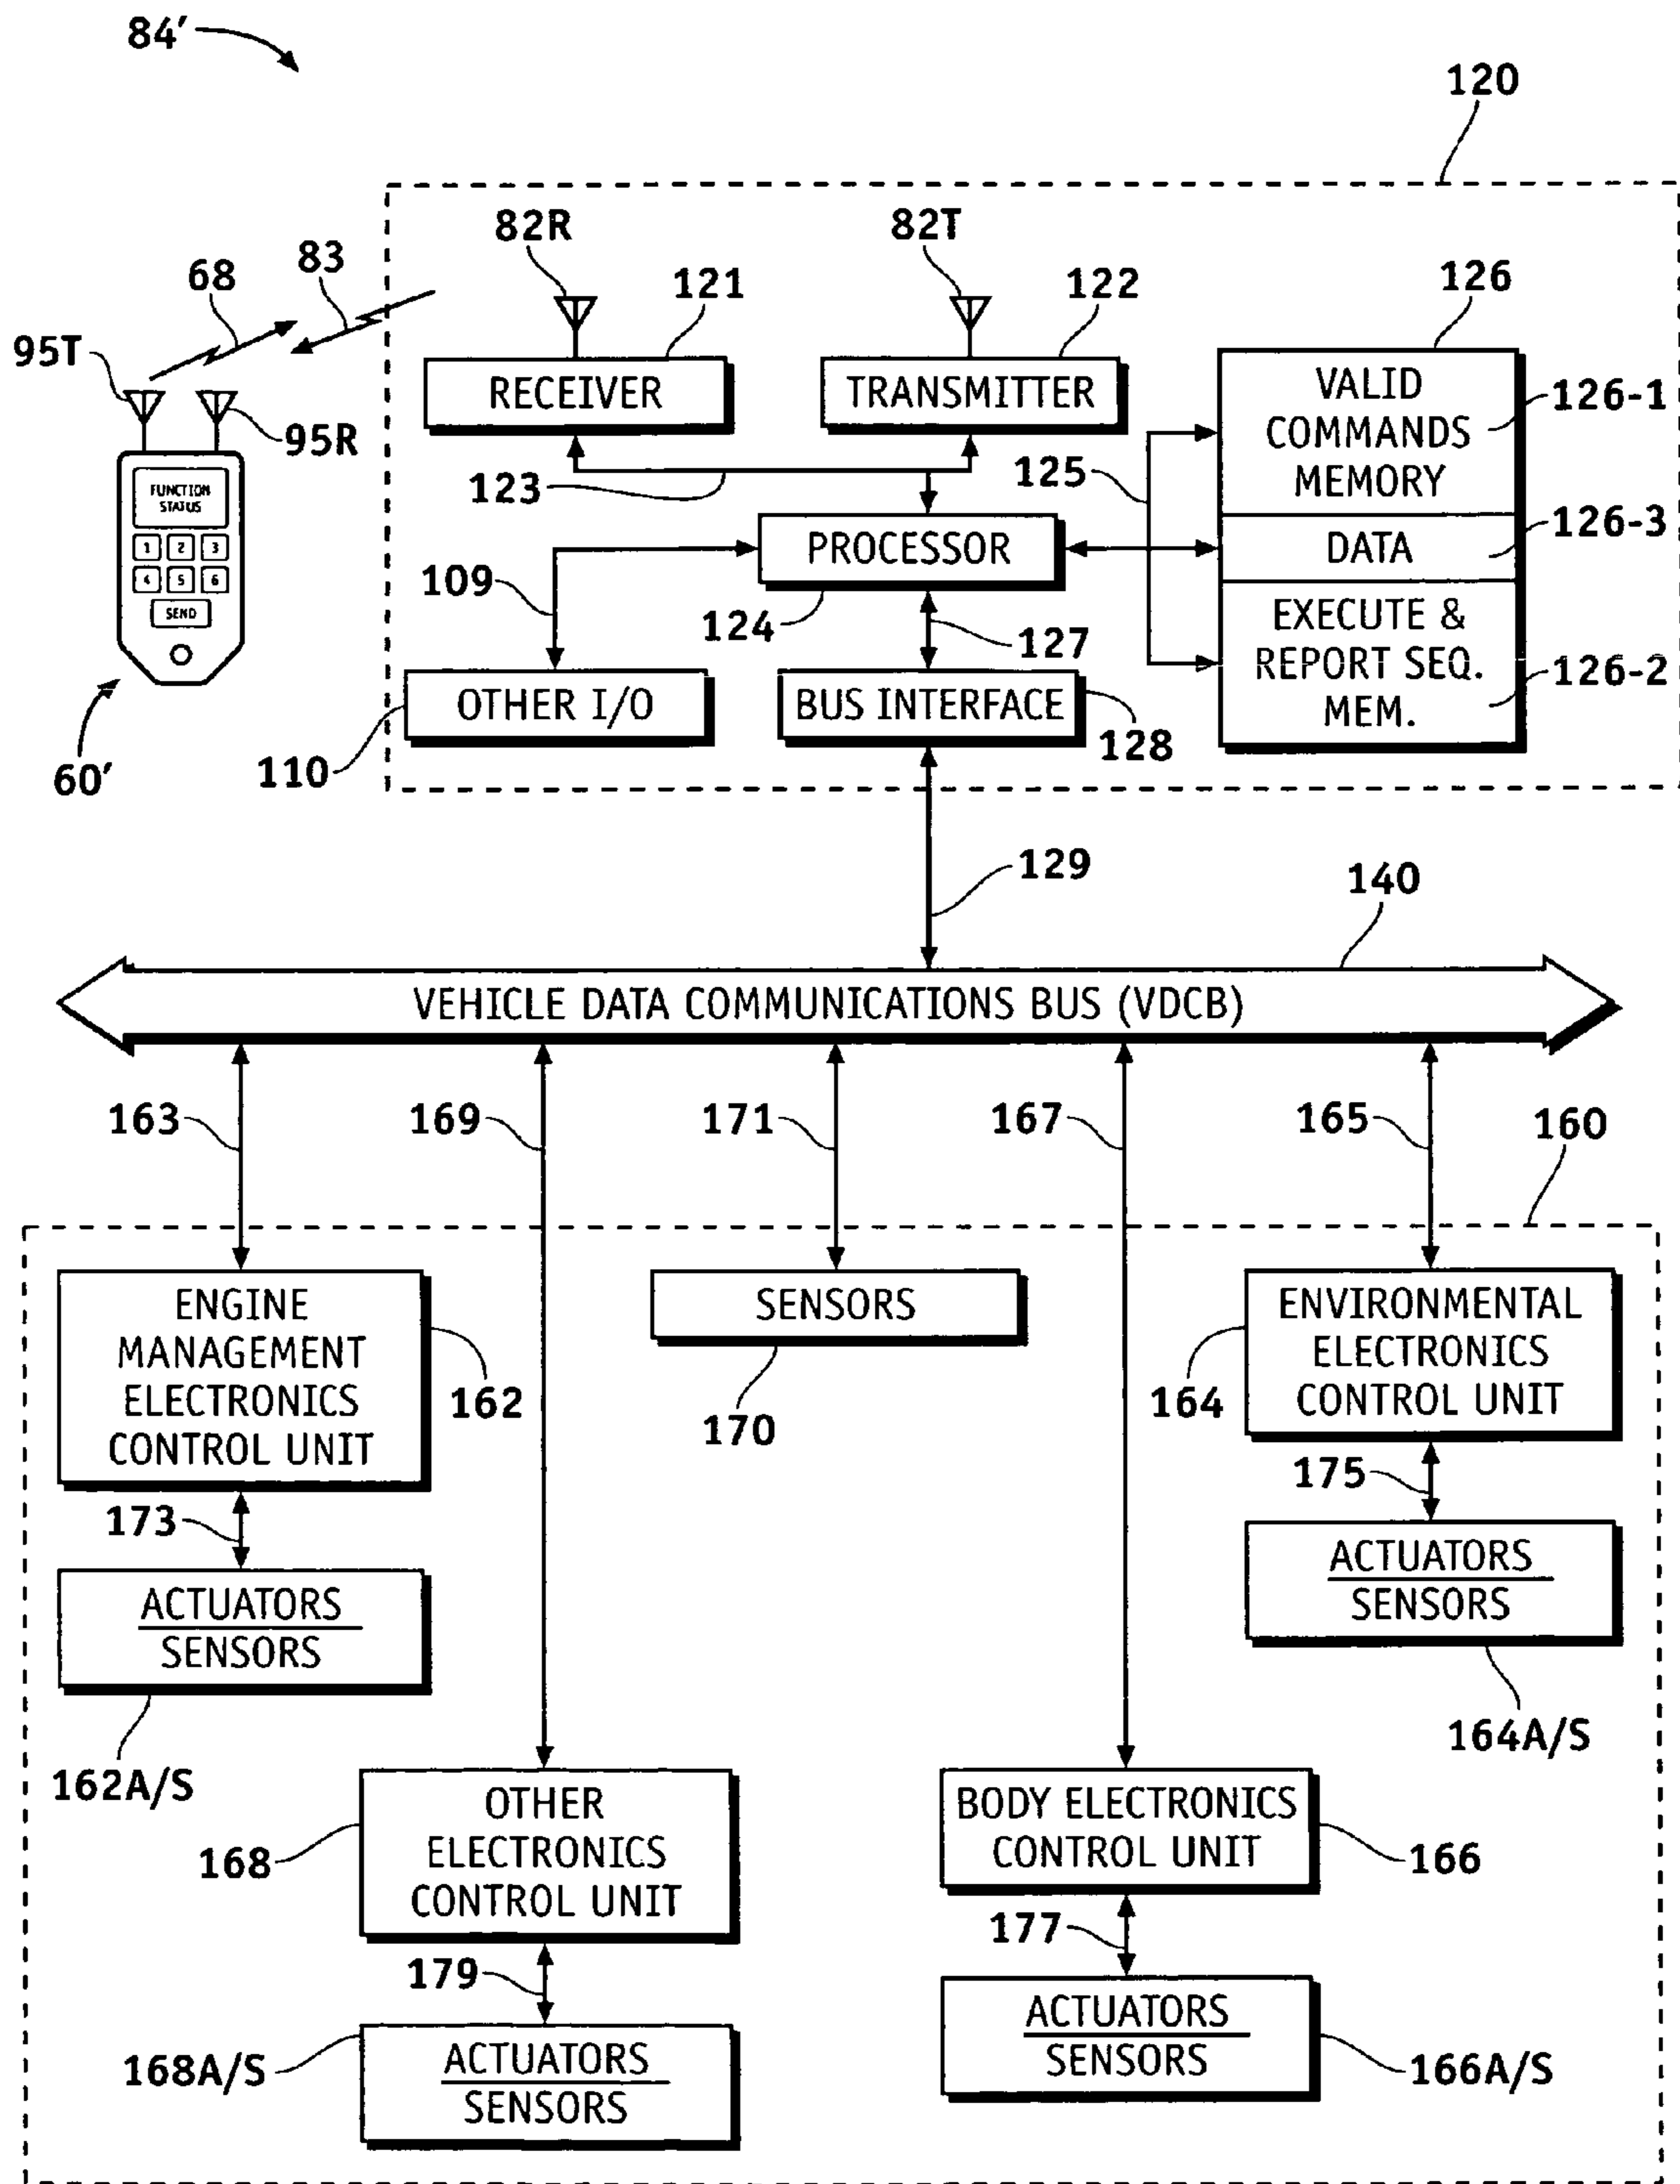 84′
120
82R
82T
83
68
121
122
126
95T
RECEIVER
TRANSMITTER
VALID
COMMANDS
MEMORY
126-1
95R
123
125
FUNCTION
STATUS
1 2 3
4 5 6
SEND
PROCESSOR
DATA
126-3
109
124
127
EXECUTE &
REPORT SEQ.
MEM.
126-2
OTHER I/O
BUS INTERFACE
128
60′
110
129
140
VEHICLE DATA COMMUNICATIONS BUS (VDCB)
163
169
171
167
165
160
ENGINE
MANAGEMENT
ELECTRONICS
CONTROL UNIT
162
SENSORS
170
ENVIRONMENTAL
ELECTRONICS
CONTROL UNIT
164
173
175
ACTUATORS
SENSORS
162A/S
ACTUATORS
SENSORS
164A/S
OTHER
ELECTRONICS
CONTROL UNIT
168
BODY ELECTRONICS
CONTROL UNIT
166
179
177
ACTUATORS
SENSORS
168A/S
ACTUATORS
SENSORS
166A/S